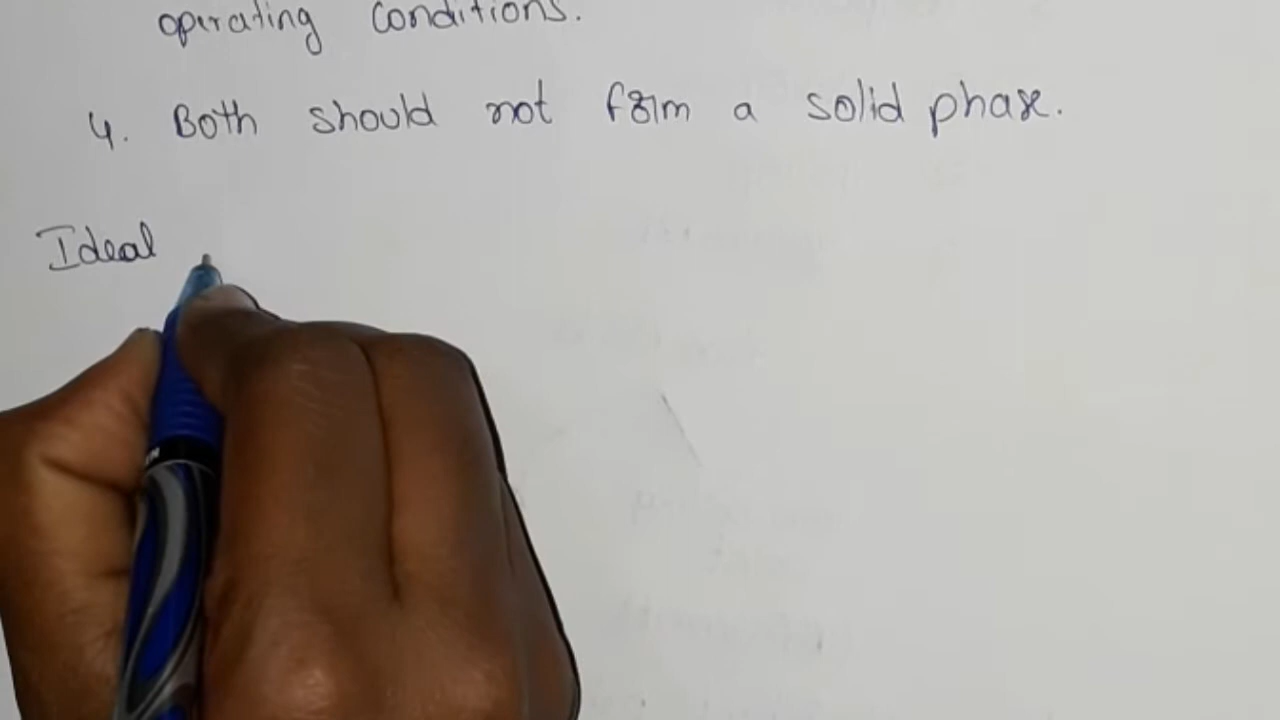 operating conditions.
4. Both should not form a solid phase.
Ideal